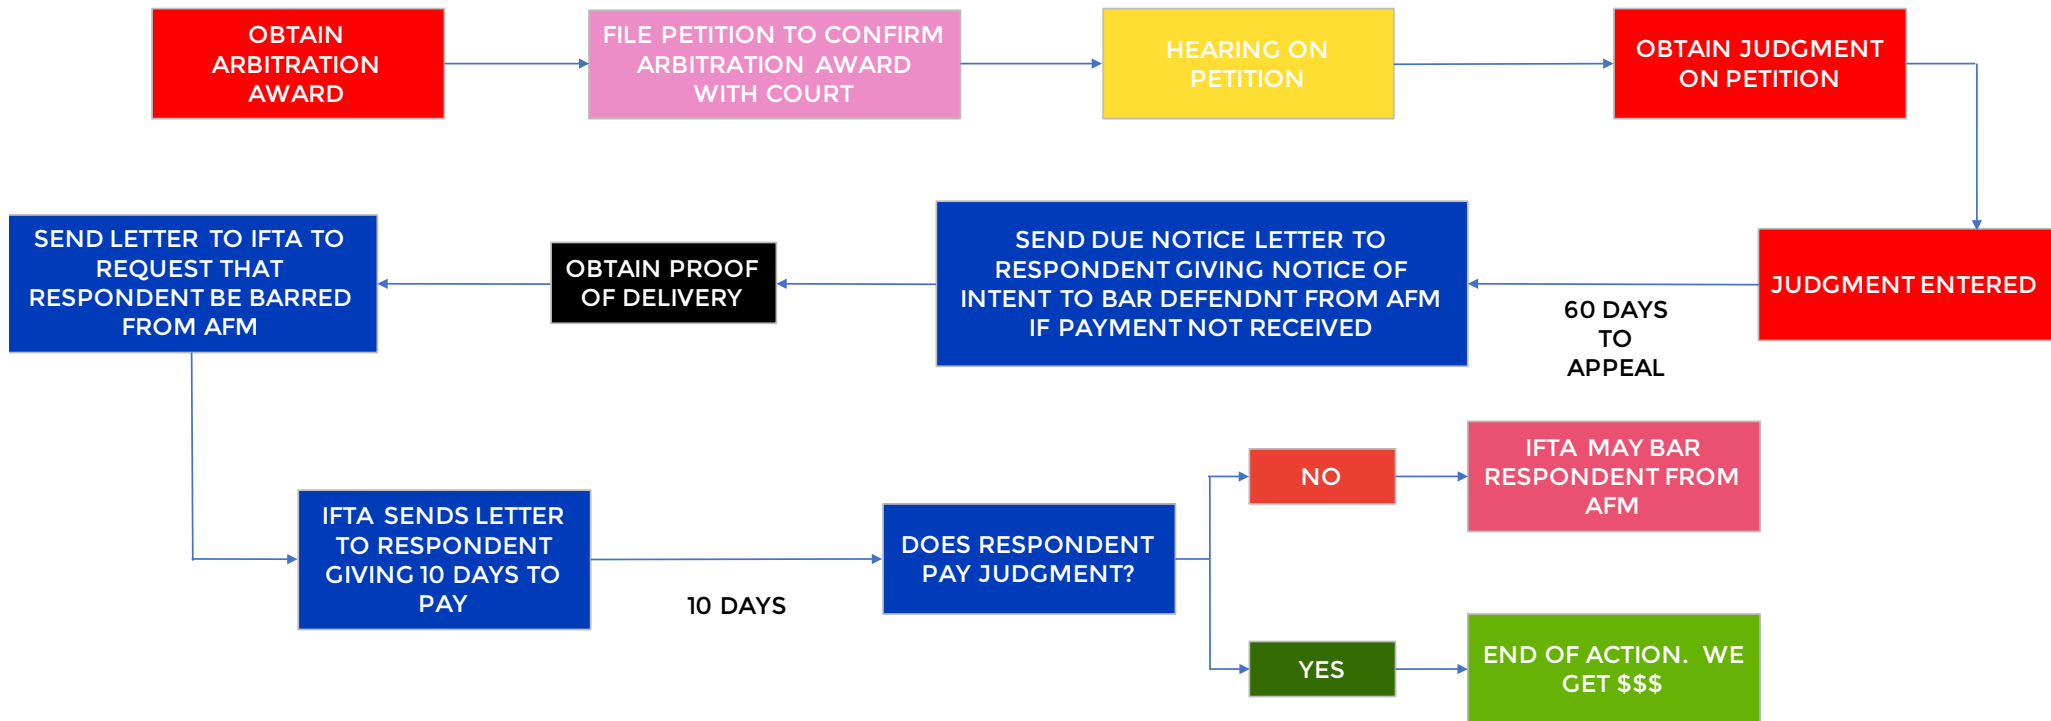 OBTAIN
ARBITRATION
AWARD
FILE PETITION TO CONFIRM
ARBITRATION AWARD
WITH COURT
HEARING ON
PETITION
OBTAIN JUDGMENT
ON PETITION
JUDGMENT ENTERED
60 DAYS
TO
APPEAL
SEND DUE NOTICE LETTER TO
RESPONDENT GIVING NOTICE OF
INTENT TO BAR DEFENDNT FROM AFM
IF PAYMENT NOT RECEIVED
OBTAIN PROOF
OF DELIVERY
SEND LETTER TO IFTA TO
REQUEST THAT
RESPONDENT BE BARRED
FROM AFM
IFTA SENDS LETTER
TO RESPONDENT
GIVING 10 DAYS TO
PAY
10 DAYS
DOES RESPONDENT
PAY JUDGMENT?
NO
IFTA MAY BAR
RESPONDENT FROM
AFM
YES
END OF ACTION. WE
GET $$$